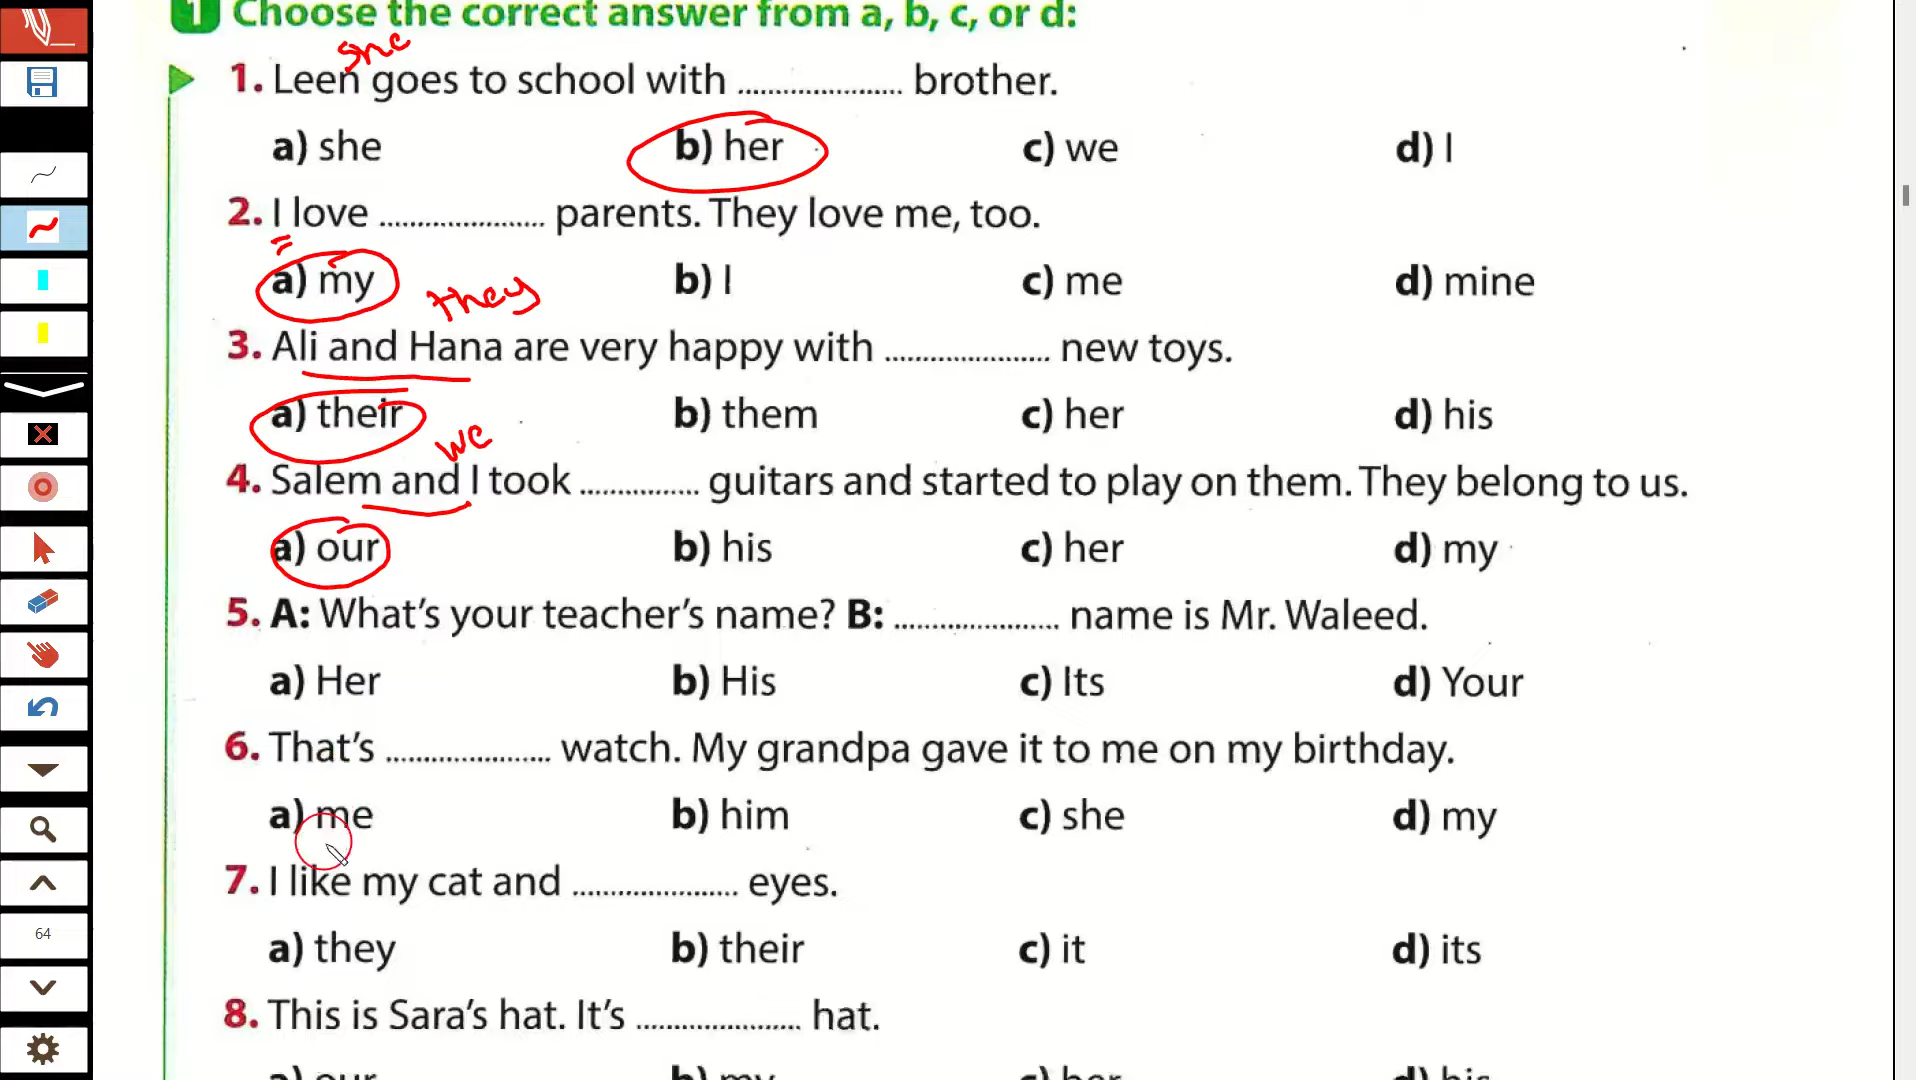 1 Choose the correct answer from a, b, c, or d:
she
1. Leen goes to school with ...................... brother.
a) she b) her c) we d) I
2. I love ...................... parents. They love me, too.
a) my b) I c) me d) mine
they
3. Ali and Hana are very happy with ...................... new toys.
a) their b) them c) her d) his
we
4. Salem and I took ................ guitars and started to play on them. They belong to us.
a) our b) his c) her d) my
5. A: What's your teacher's name? B: ...................... name is Mr. Waleed.
a) Her b) His c) Its d) Your
6. That's ...................... watch. My grandpa gave it to me on my birthday.
a) me b) him c) she d) my
7. I like my cat and ...................... eyes.
a) they b) their c) it d) its
64
8. This is Sara's hat. It's ...................... hat.
a) our b) my c) her d) his